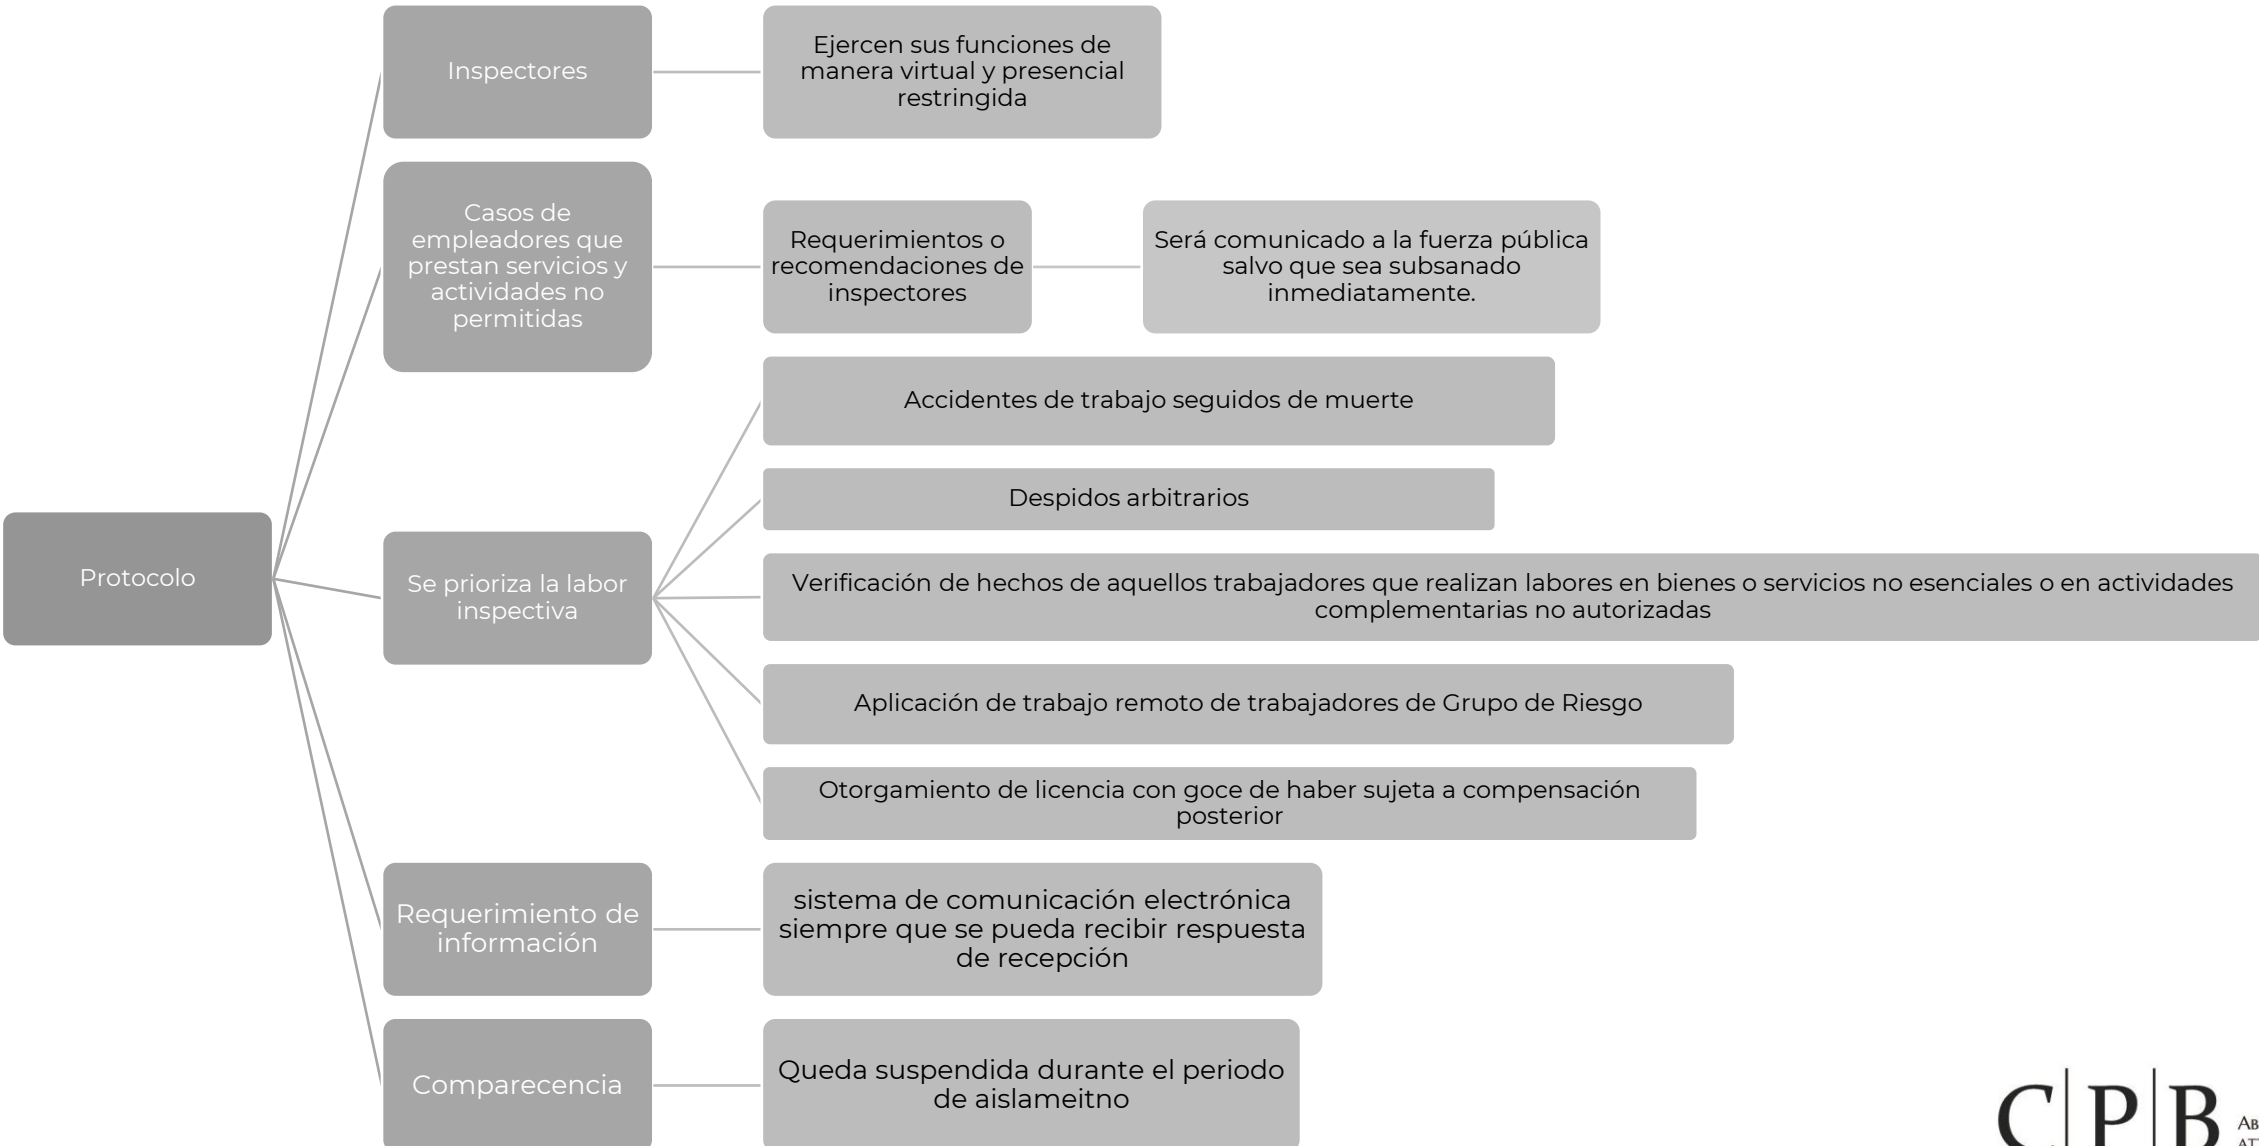 Inspectores
Ejercen sus funciones de
manera virtual y presencial
restringida
Casos de
empleadores que
prestan servicios y
actividades no
permitidas
Requerimientos o
recomendaciones de
inspectores
Será comunicado a la fuerza pública
salvo que sea subsanado
inmediatamente.
Protocolo
Se prioriza la labor
inspectiva
Accidentes de trabajo seguidos de muerte
Despidos arbitrarios
Verificación de hechos de aquellos trabajadores que realizan labores en bienes o servicios no esenciales o en actividades
complementarias no autorizadas
Aplicación de trabajo remoto de trabajadores de Grupo de Riesgo
Otorgamiento de licencia con goce de haber sujeta a compensación
posterior
Requerimiento de
información
sistema de comunicación electrónica
siempre que se pueda recibir respuesta
de recepción
Comparecencia
Queda suspendida durante el periodo
de aislameitno
C|P|B